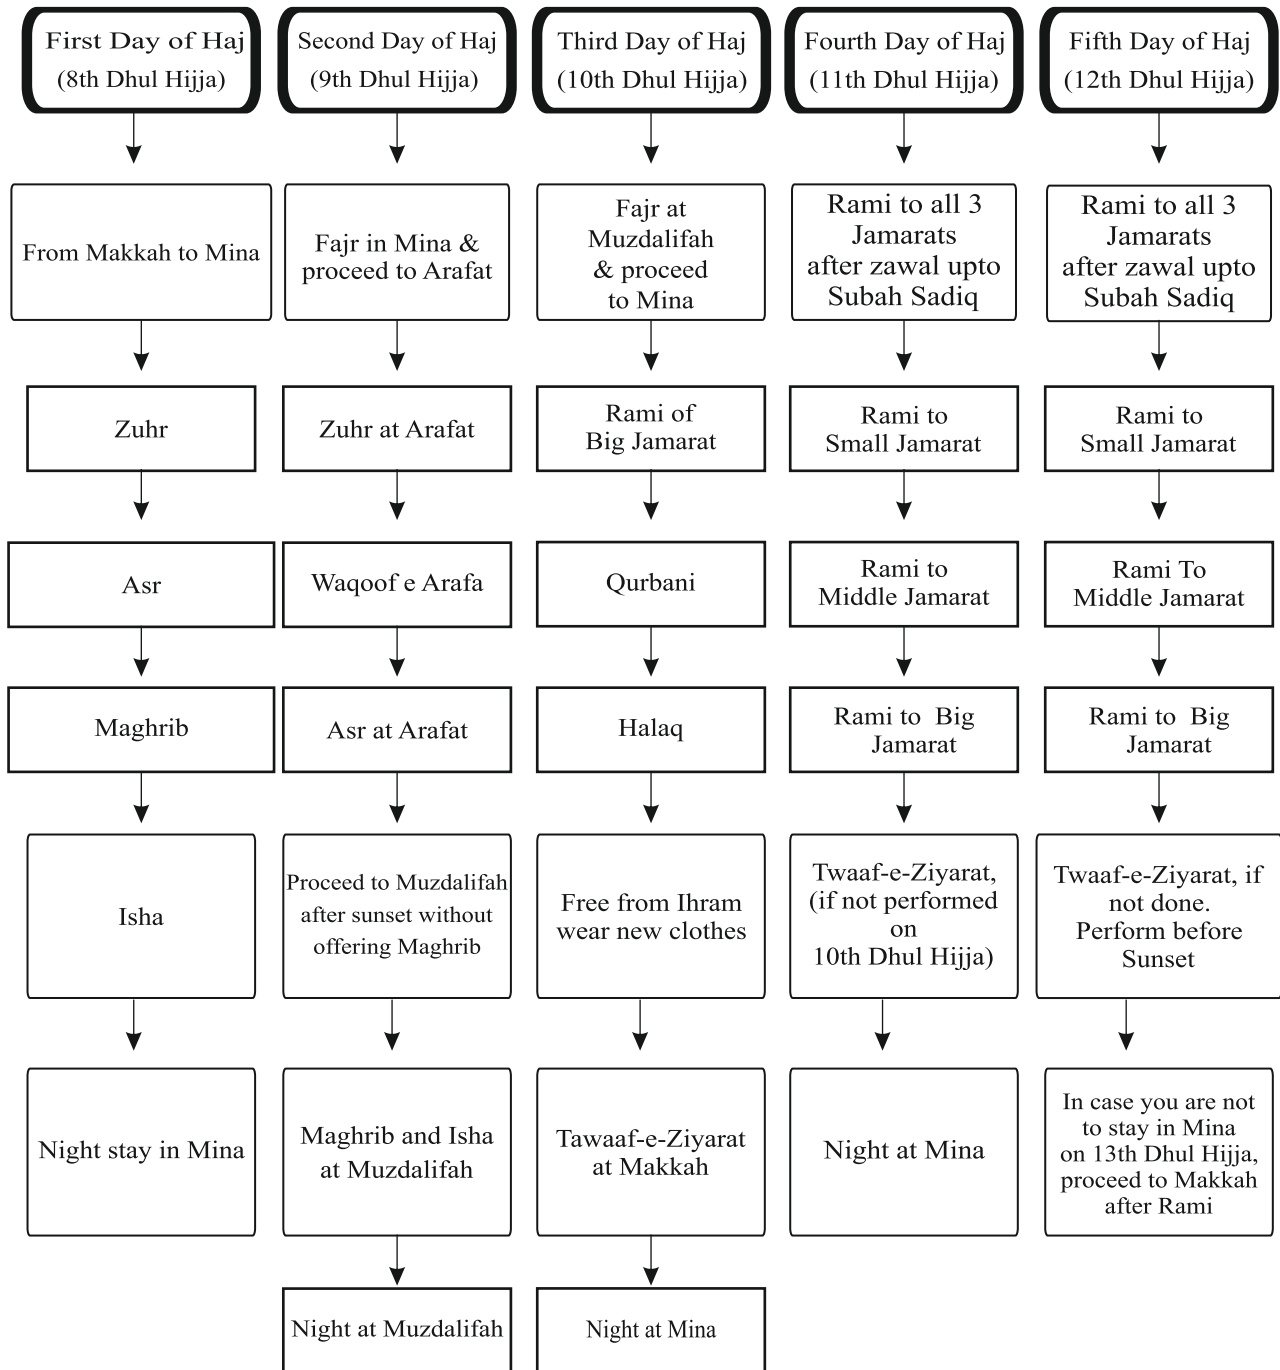 First Day of Haj
(8th Dhul Hijja)
From Makkah to Mina
Zuhr
Asr
Maghrib
Isha
Night stay in Mina
Second Day of Haj
(9th Dhul Hijja)
Fajr in Mina &
proceed to Arafat
Zuhr at Arafat
Waqoof e Arafa
Asr at Arafat
Proceed to Muzdalifah
after sunset without
offering Maghrib
Maghrib and Isha
at Muzdalifah
Night at Muzdalifah
Third Day of Haj
(10th Dhul Hijja)
Fajr at
Muzdalifah
& proceed
to Mina
Rami of
Big Jamarat
Qurbani
Halaq
Free from Ihram
wear new clothes
Tawaaf-e-Ziyarat
at Makkah
Night at Mina
Fourth Day of Haj
(11th Dhul Hijja)
Rami to all 3
Jamarats
after zawal upto
Subah Sadiq
Rami to
Small Jamarat
Rami to
Middle Jamarat
Rami to Big
Jamarat
Twaaf-e-Ziyarat,
(if not performed
on
10th Dhul Hijja)
Night at Mina
Fifth Day of Haj
(12th Dhul Hijja)
Rami to all 3
Jamarats
after zawal upto
Subah Sadiq
Rami to
Small Jamarat
Rami To
Middle Jamarat
Rami to Big
Jamarat
Twaaf-e-Ziyarat, if
not done.
Perform before
Sunset
In case you are not
to stay in Mina
on 13th Dhul Hijja,
proceed to Makkah
after Rami